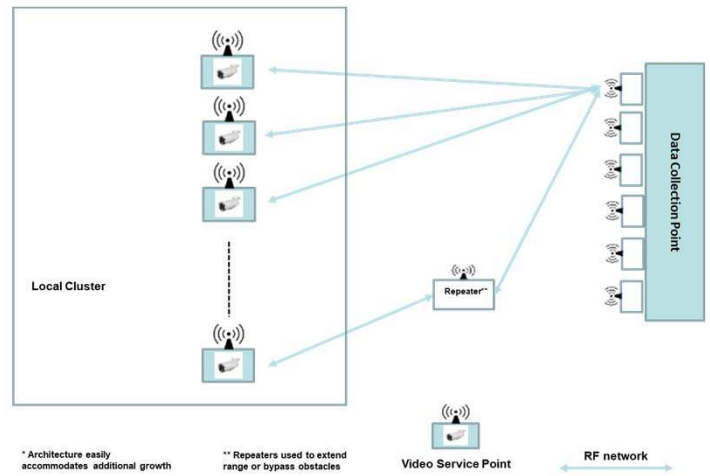 Data Collection Point
Local Cluster
Repeater**
* Architecture easily
accommodates additional growth
** Repeaters used to extend
range or bypass obstacles
Video Service Point
RF network